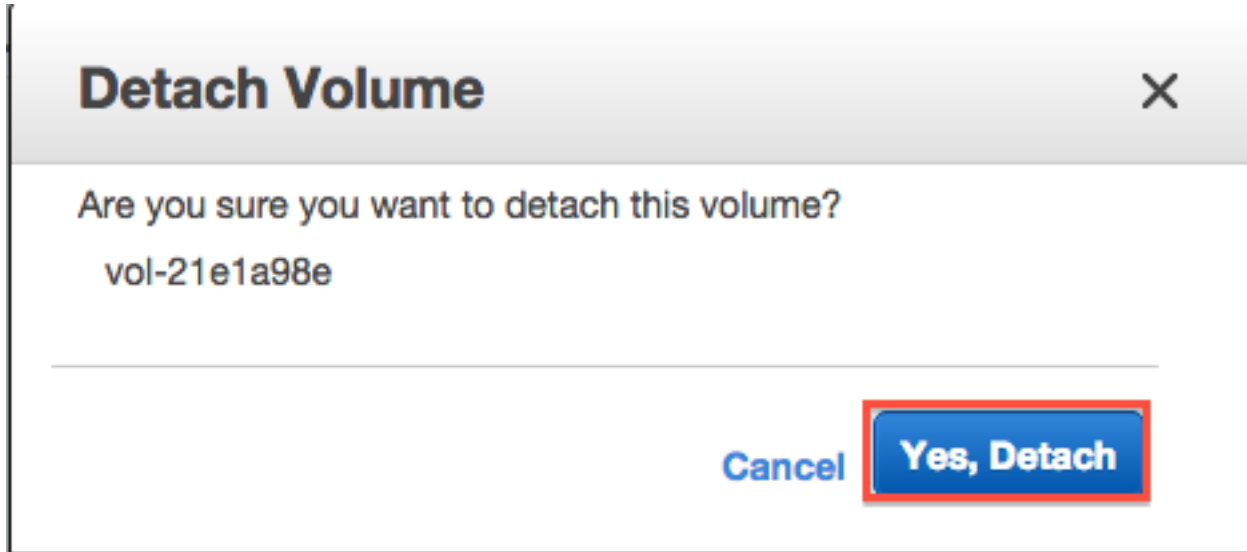 Detach Volume
Are you sure you want to detach this volume?
vol-21e1a98e
Cancel
Yes, Detach